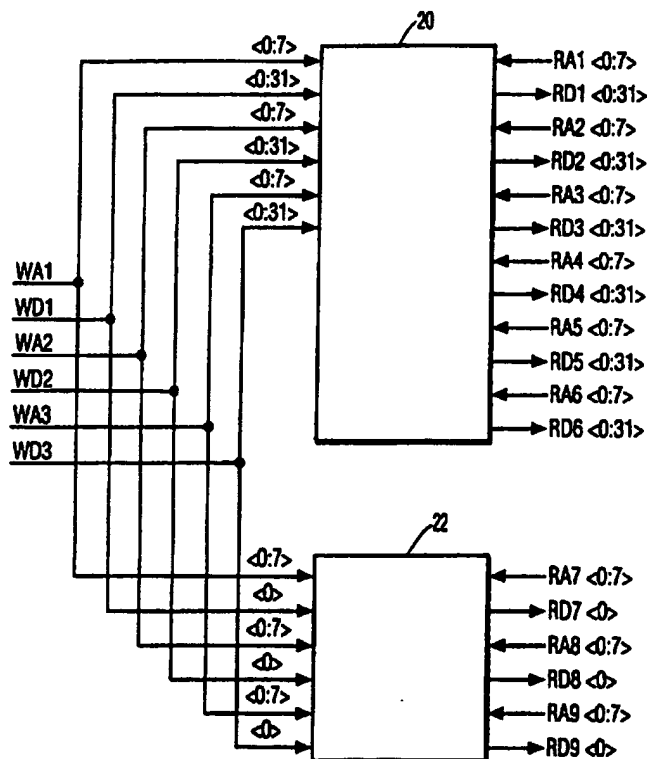 20
<0:7>
<0:31>
<0:7>
<0:31>
<0:7>
<0:31>
RA1 <0:7>
RD1 <0:31>
RA2 <0:7>
RD2 <0:31>
RA3 <0:7>
RD3 <0:31>
RA4 <0:7>
RD4 <0:31>
RA5 <0:7>
RD5 <0:31>
RA6 <0:7>
RD6 <0:31>
WA1
WD1
WA2
WD2
WA3
WD3
22
<0:7>
<0>
<0:7>
<0>
<0:7>
<0>
RA7 <0:7>
RD7 <0>
RA8 <0:7>
RD8 <0>
RA9 <0:7>
RD9 <0>